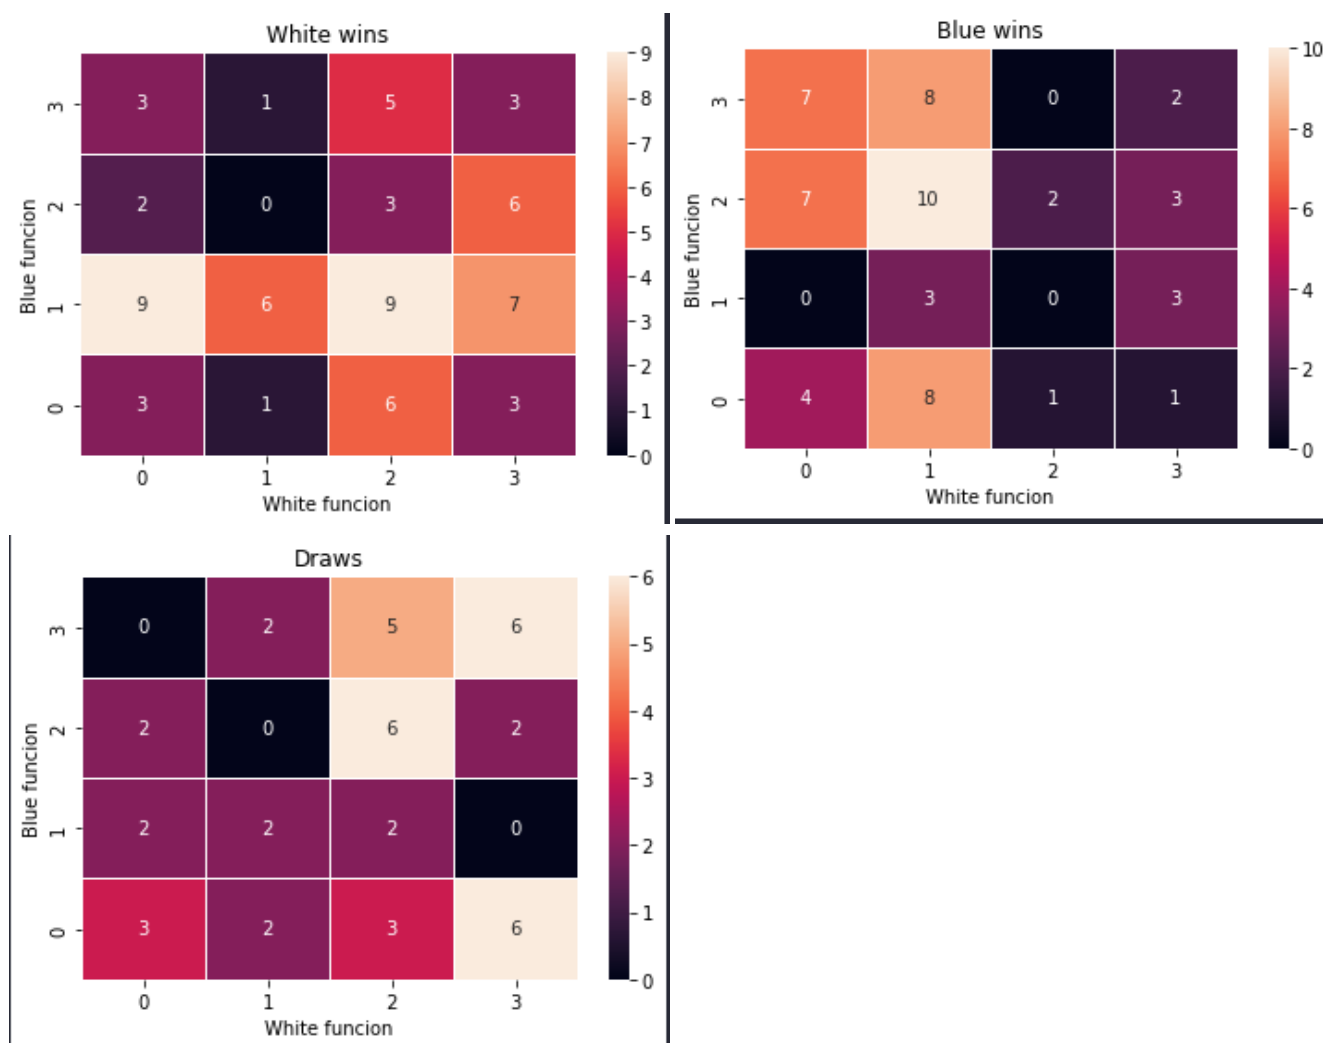 White wins
3 1 5 3
2 0 3 6
9 6 9 7
3 1 6 3
3
2
1
0
Blue funcion
0 1 2 3
White funcion
9
8
7
6
5
4
3
2
1
0
Blue wins
7 8 0 2
7 10 2 3
0 3 0 3
4 8 1 1
3
2
1
0
Blue funcion
0 1 2 3
White funcion
10
8
6
4
2
0
Draws
0 2 5 6
2 0 6 2
2 2 2 0
3 2 3 6
3
2
1
0
Blue funcion
0 1 2 3
White funcion
6
5
4
3
2
1
0